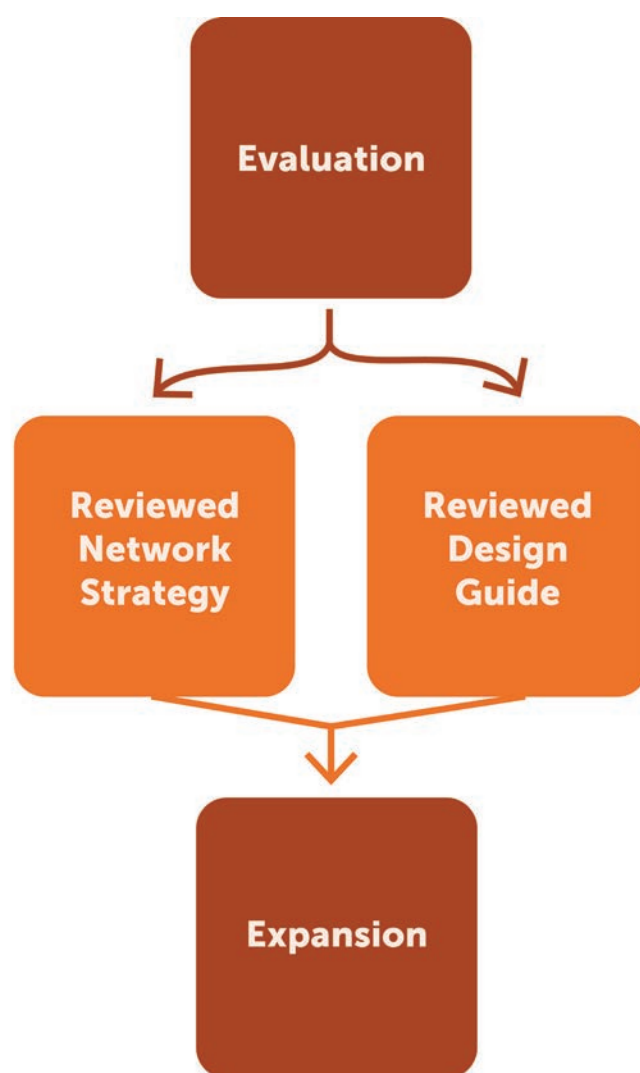 Evaluation
Reviewed
Network
Strategy
Reviewed
Design
Guide
Expansion